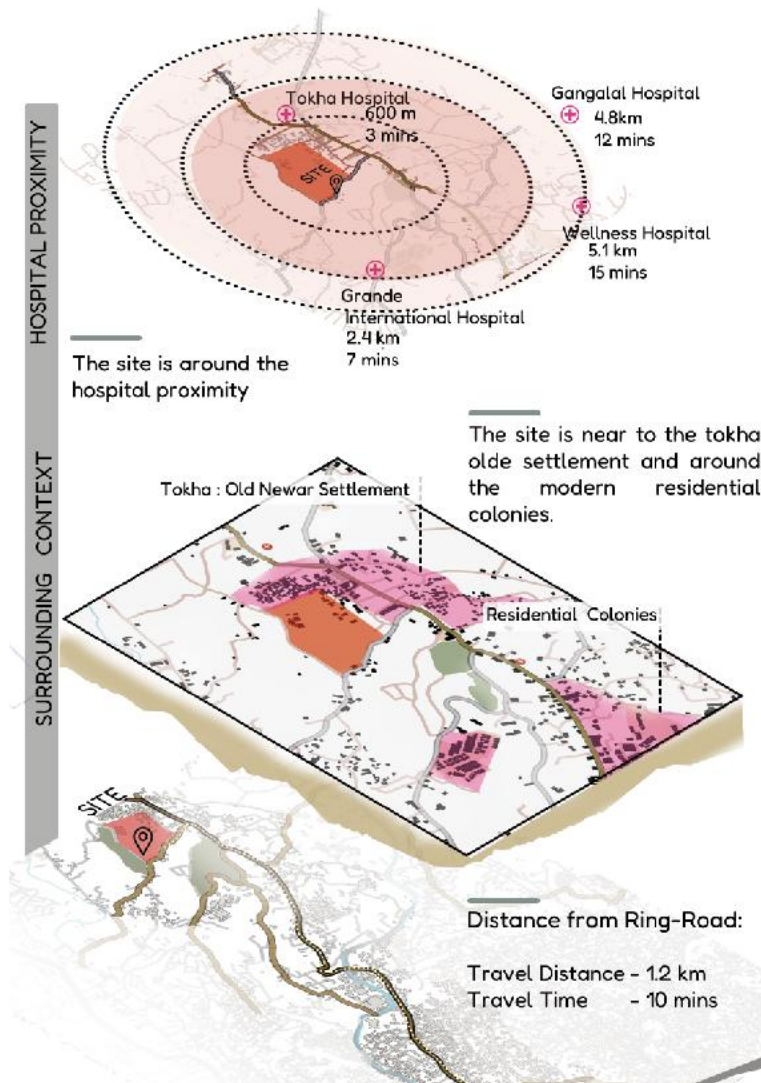 HOSPITAL PROXIMITY
Tokha Hospital
600 m
3 mins
Gangalal Hospital
4.8km
12 mins
SITE
Wellness Hospital
5.1 km
15 mins
Grande
International Hospital
2.4 km
7 mins
The site is around the
hospital proximity
SURROUNDING CONTEXT
The site is near to the tokha
olde settlement and around
the modern residential
colonies.
Tokha : Old Newar Settlement
Residential Colonies
SITE
Distance from Ring-Road:
Travel Distance - 1.2 km
Travel Time - 10 mins